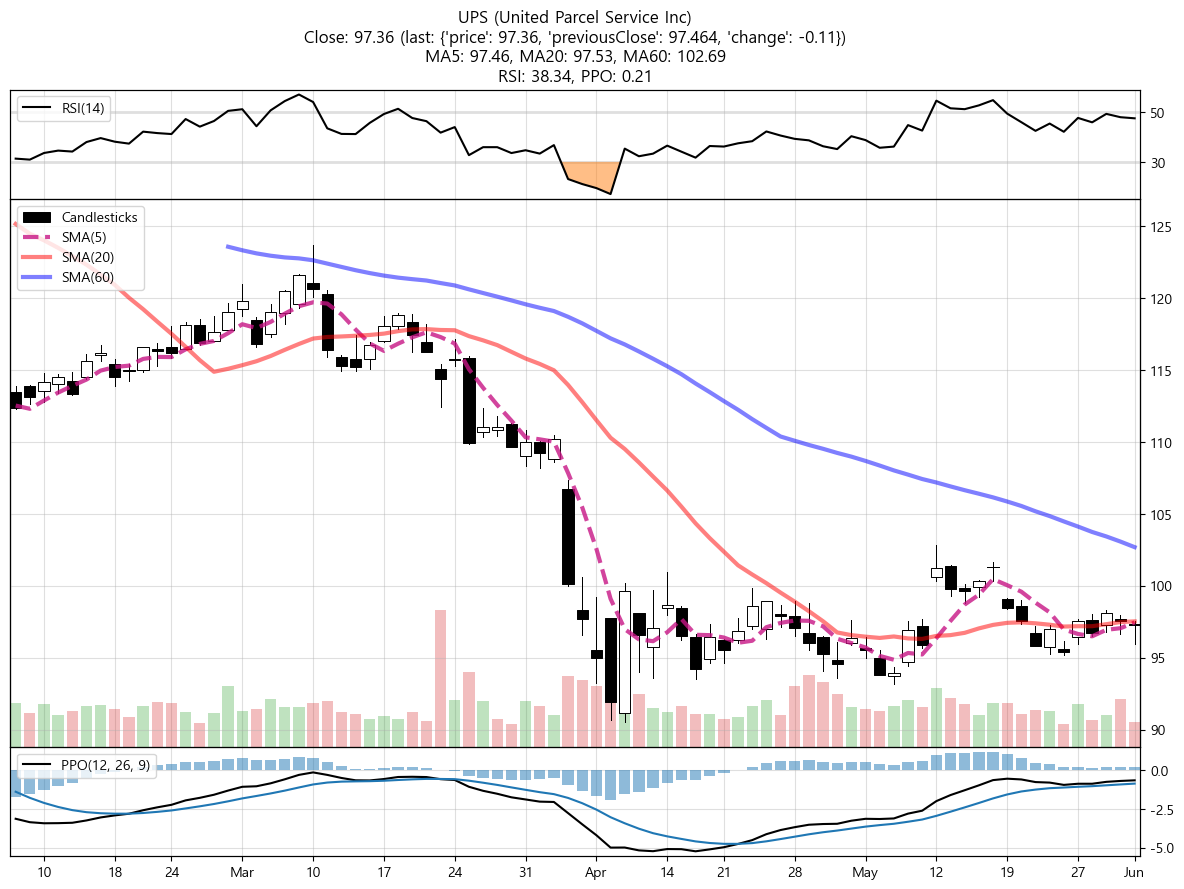 UPS (United Parcel Service Inc)
Close: 97.36 (last: {'price': 97.36, 'previousClose': 97.464, 'change': -0.11})
MA5: 97.46, MA20: 97.53, MA60: 102.69
RSI: 38.34, PPO: 0.21
RSI(14)
50
30
Candlesticks
SMA(5)
SMA(20)
SMA(60)
125
120
115
110
105
100
95
90
PPO(12, 26, 9)
0.0
-2.5
-5.0
10 18 24 Mar 10 17 24 31 Apr 14 21 28 May 12 19 27 Jun